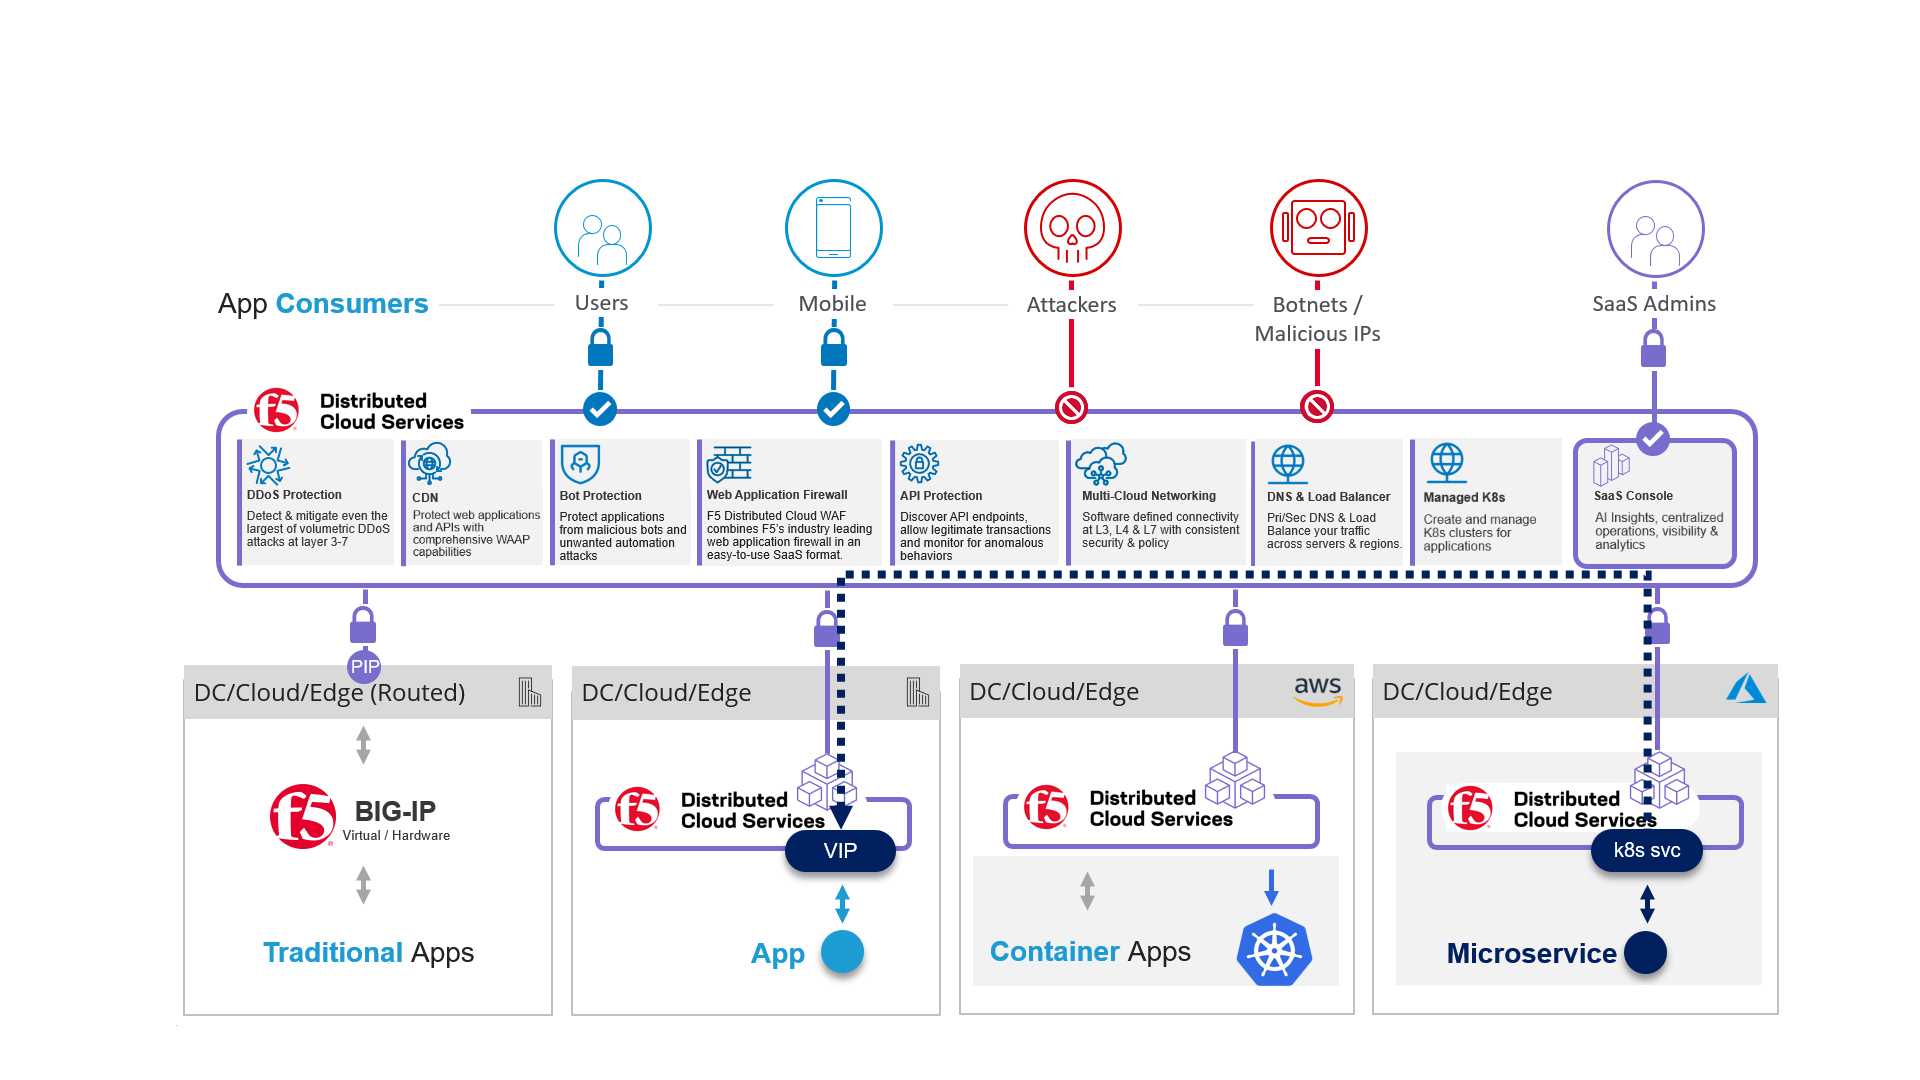 App Consumers
Users
Mobile
Attackers
Botnets /
Malicious IPs
SaaS Admins
f5
Distributed
Cloud Services
DDoS Protection
Detect & mitigate even the
largest of volumetric DDoS
attacks at layer 3-7
CDN
Protect web applications
and APIs with
comprehensive WAAP
capabilities
Bot Protection
Protect applications
from malicious bots and
unwanted automation
attacks
Web Application Firewall
F5 Distributed Cloud WAF
combines F5's industry leading
web application firewall in an
easy-to-use SaaS format.
API Protection
Discover API endpoints,
allow legitimate transactions
and monitor for anomalous
behaviors
Multi-Cloud Networking
Software defined connectivity
at L3, L4 & L7 with consistent
security & policy
DNS & Load Balancer
Pri/Sec DNS & Load
Balance your traffic
across servers & regions.
Managed K8s
Create and manage
K8s clusters for
applications
SaaS Console
AI Insights, centralized
operations, visibility &
analytics
PIP
DC/Cloud/Edge (Routed)
f5
BIG-IP
Virtual / Hardware
Traditional Apps
DC/Cloud/Edge
f5
Distributed
Cloud Services
VIP
App
DC/Cloud/Edge
aws
f5
Distributed
Cloud Services
Container Apps
DC/Cloud/Edge
f5
Distributed
Cloud Services
k8s svc
Microservice